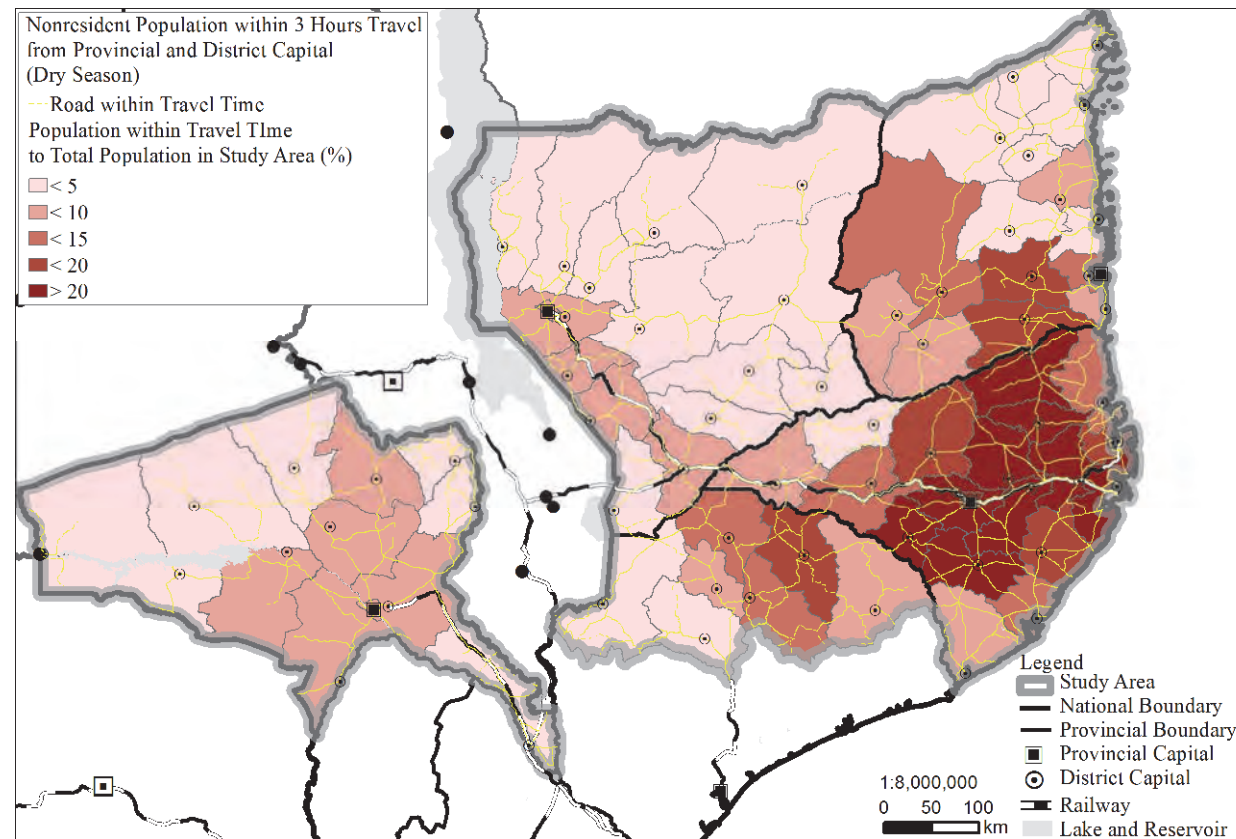 Nonresident Population within 3 Hours Travel
from Provincial and District Capital
(Dry Season)
Road within Travel Time
Population within Travel TIme
to Total Population in Study Area (%)
< 5
< 10
< 15
< 20
> 20
Legend
Study Area
National Boundary
Provincial Boundary
Provincial Capital
District Capital
Railway
Lake and Reservoir
1:8,000,000
0 50 100
km